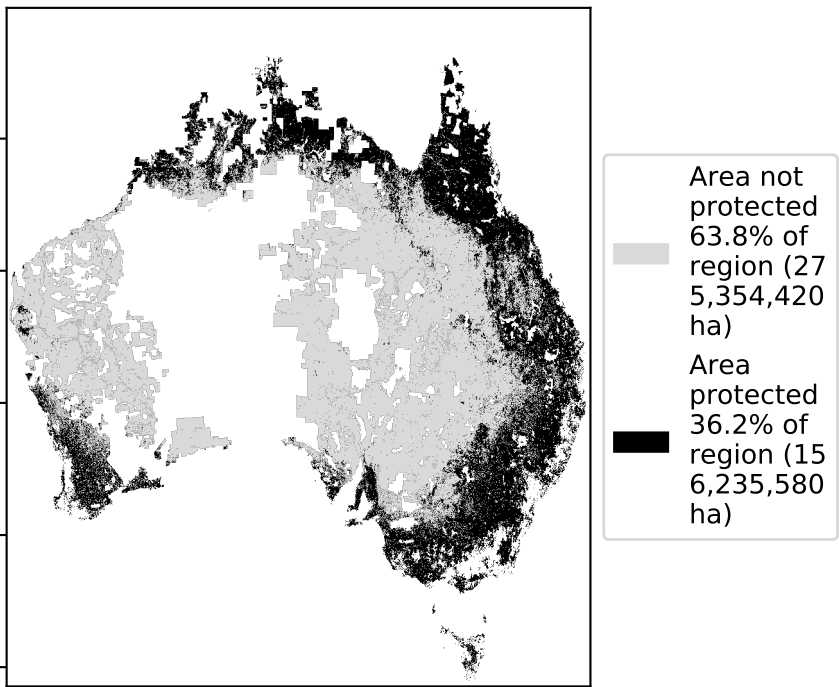 Area not
protected
63.8% of
region (27
5,354,420
ha)
Area
protected
36.2% of
region (15
6,235,580
ha)